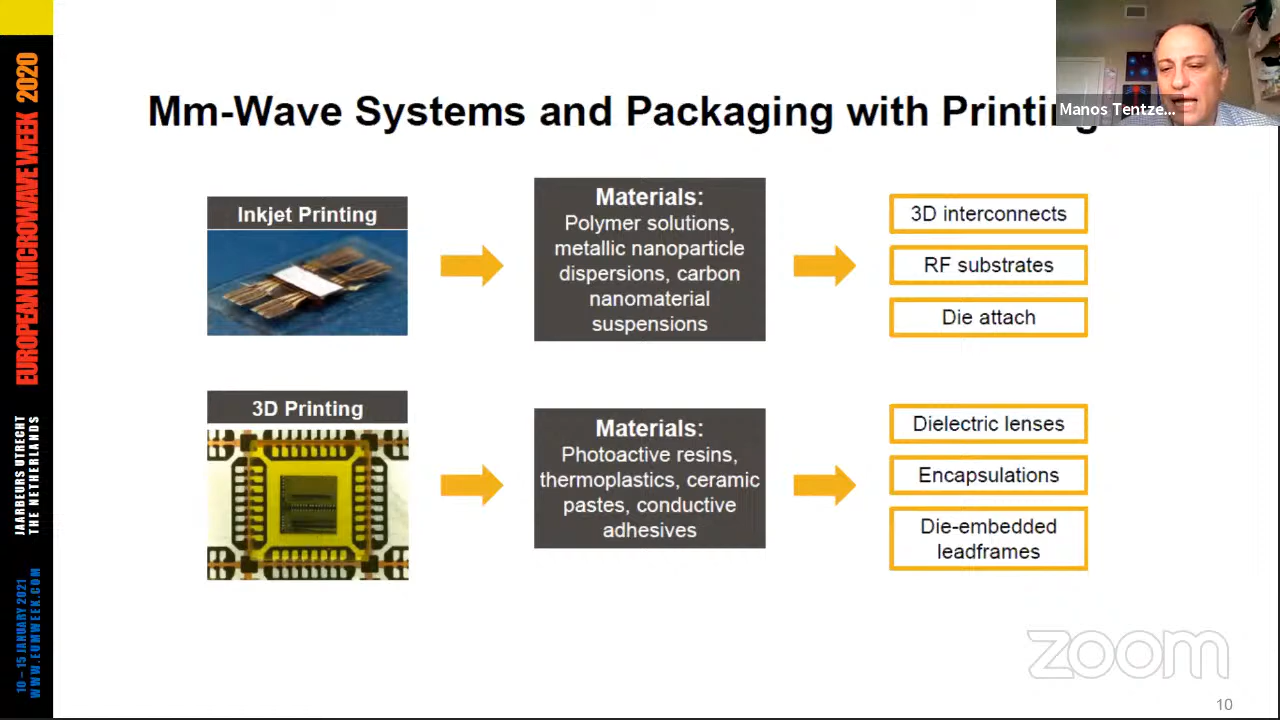 EUROPEAN MICROWAVE WEEK 2020
JAARBEURS UTRECHT
THE NETHERLANDS
10 – 15 JANUARY 2021
WWW.EUMWEEK.COM
Mm-Wave Systems and Packaging with Printing
Manos Tentze...
Inkjet Printing
Materials:
Polymer solutions,
metallic nanoparticle
dispersions, carbon
nanomaterial
suspensions
3D interconnects
RF substrates
Die attach
3D Printing
Materials:
Photoactive resins,
thermoplastics, ceramic
pastes, conductive
adhesives
Dielectric lenses
Encapsulations
Die-embedded
leadframes
zoom
10